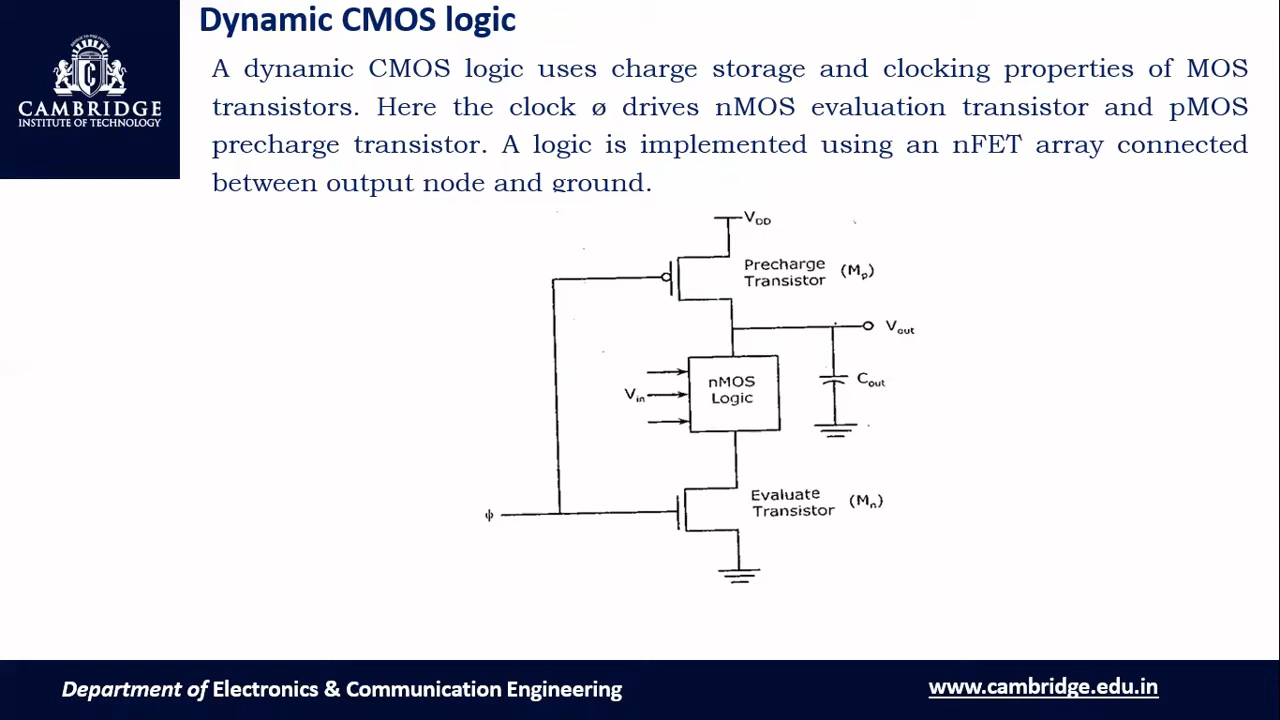 Dynamic CMOS logic
CAMBRIDGE
INSTITUTE OF TECHNOLOGY
A dynamic CMOS logic uses charge storage and clocking properties of MOS
transistors. Here the clock ø drives nMOS evaluation transistor and pMOS
precharge transistor. A logic is implemented using an nFET array connected
between output node and ground.
VDD
Precharge
Transistor (Mp)
Vout
nMOS
Logic
Vin
Cout
Evaluate
Transistor (Mn)
ϕ
Department of Electronics & Communication Engineering
www.cambridge.edu.in